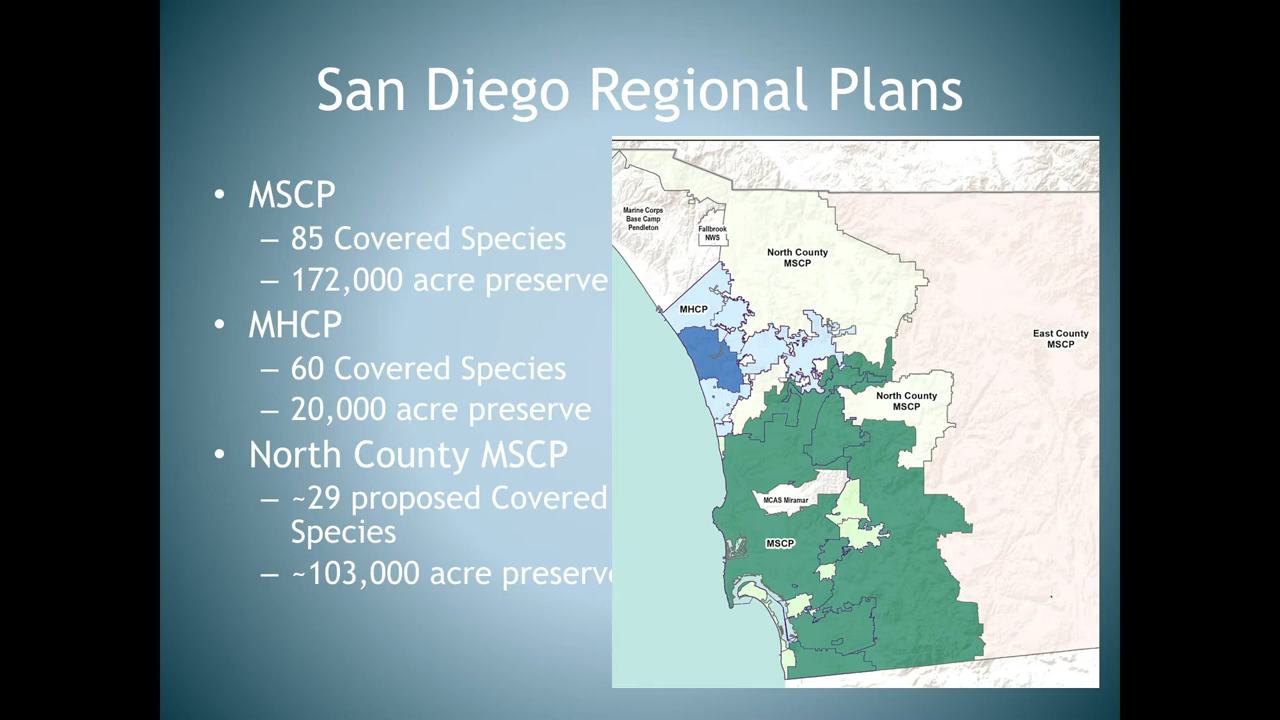 San Diego Regional Plans
• MSCP
– 85 Covered Species
– 172,000 acre preserve
• MHCP
– 60 Covered Species
– 20,000 acre preserve
• North County MSCP
– ~29 proposed Covered
Species
– ~103,000 acre preserve
Marine Corps
Base Camp
Pendleton
Fallbrook
NWS
North County
MSCP
MHCP
East County
MSCP
North County
MSCP
MCAS Miramar
MSCP